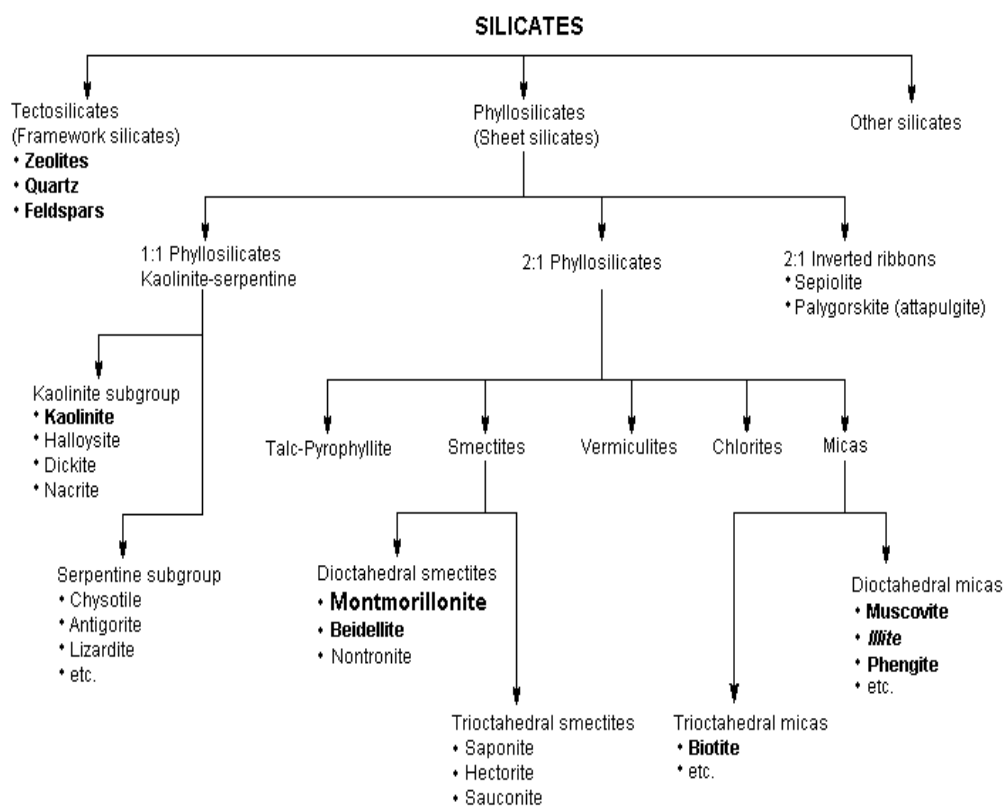 SILICATES
Tectosilicates
(Framework silicates)
• Zeolites
• Quartz
• Feldspars
Phyllosilicates
(Sheet silicates)
Other silicates
1:1 Phyllosilicates
Kaolinite-serpentine
2:1 Phyllosilicates
2:1 Inverted ribbons
• Sepiolite
• Palygorskite (attapulgite)
Kaolinite subgroup
• Kaolinite
• Halloysite
• Dickite
• Nacrite
Talc-Pyrophyllite
Smectites
Vermiculites
Chlorites
Micas
Serpentine subgroup
• Chysotile
• Antigorite
• Lizardite
• etc.
Dioctahedral smectites
• Montmorillonite
• Beidellite
• Nontronite
Dioctahedral micas
• Muscovite
• Illite
• Phengite
• etc.
Trioctahedral smectites
• Saponite
• Hectorite
• Sauconite
Trioctahedral micas
• Biotite
• etc.